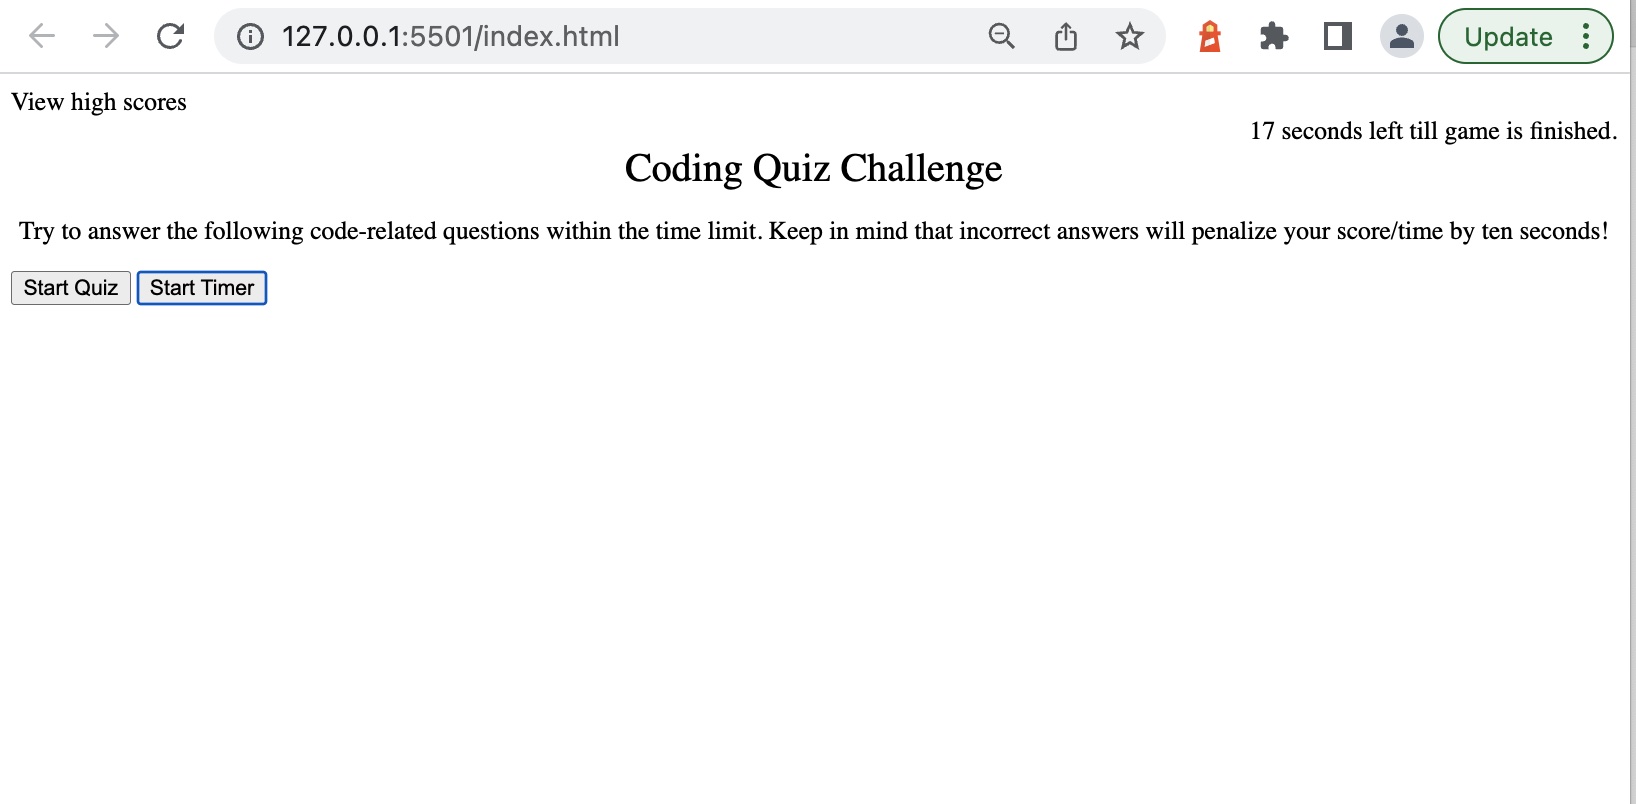 127.0.0.1:5501/index.html
Update
View high scores
17 seconds left till game is finished.
Coding Quiz Challenge
Try to answer the following code-related questions within the time limit. Keep in mind that incorrect answers will penalize your score/time by ten seconds!
Start Quiz Start Timer